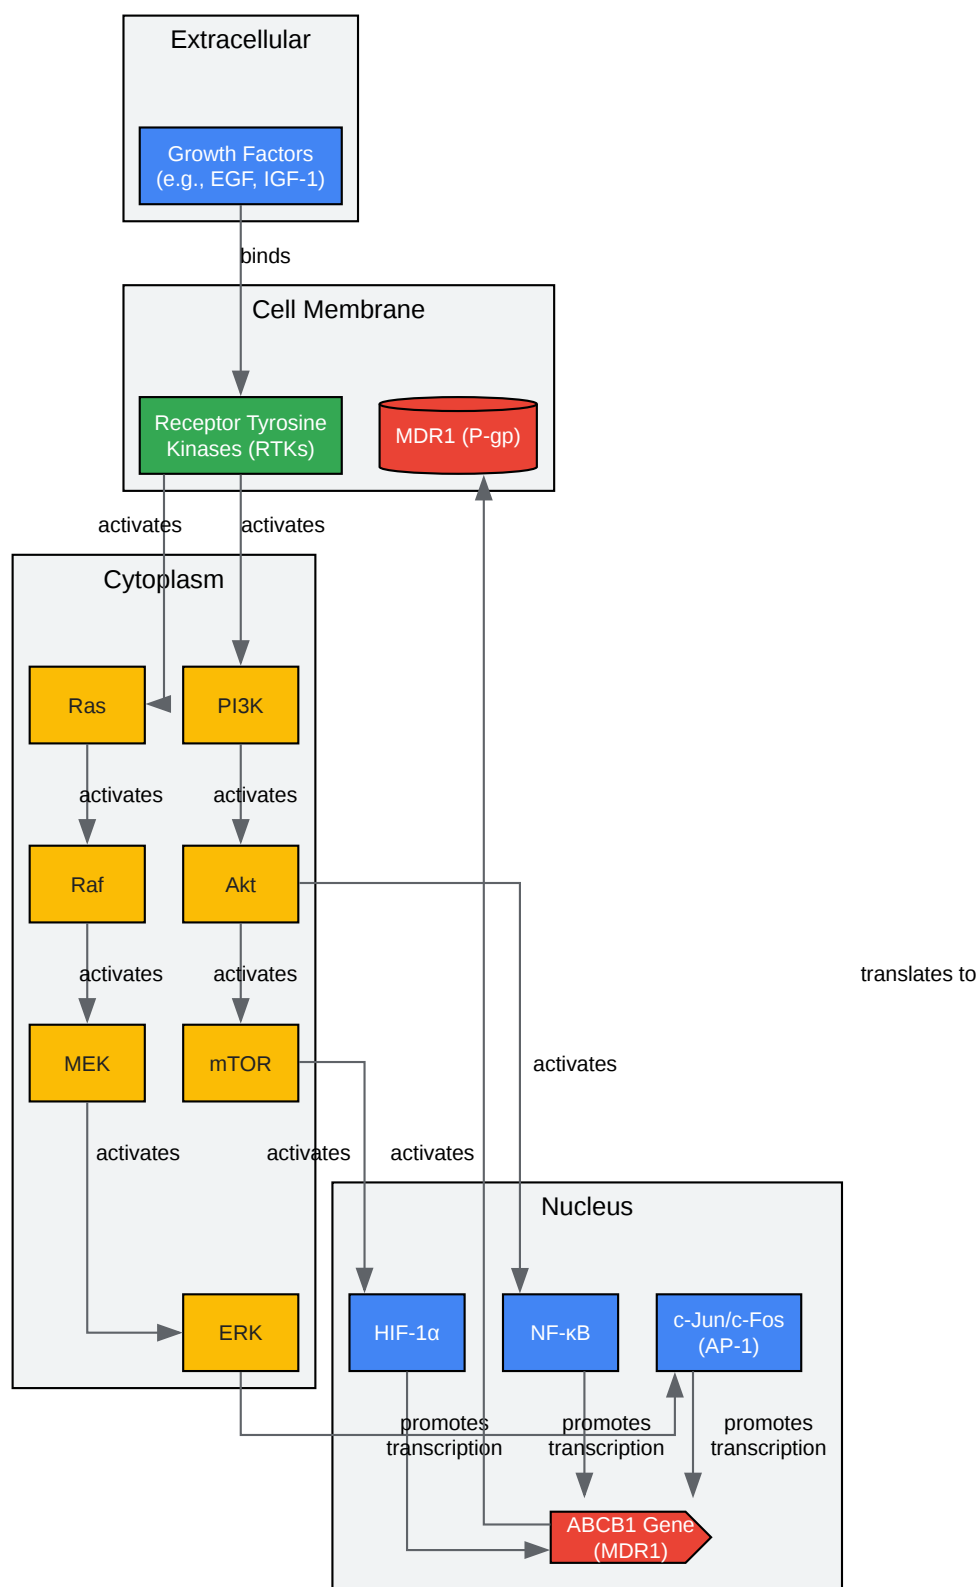 Extracellular
Growth Factors
(e.g., EGF, IGF-1)
binds
Cell Membrane
Receptor Tyrosine
Kinases (RTKs)
MDR1 (P-gp)
activates
activates
Cytoplasm
Ras
PI3K
activates
activates
Raf
Akt
activates
activates
translates to
MEK
mTOR
activates
activates
activates
activates
Nucleus
ERK
HIF-1α
NF-κB
c-Jun/c-Fos
(AP-1)
promotes
transcription
promotes
transcription
promotes
transcription
ABCB1 Gene
(MDR1)